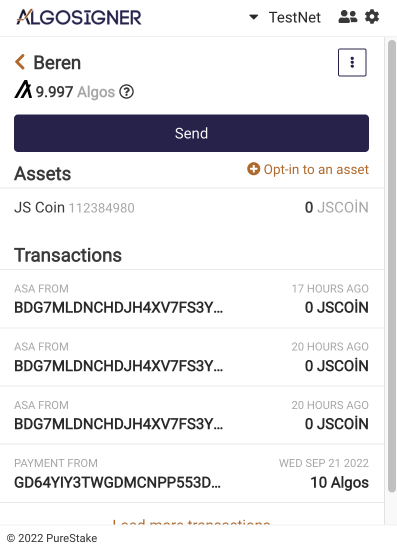 ALGOSIGNER
TestNet
Beren
9.997 Algos
Send
Assets
Opt-in to an asset
JS Coin 112384980 0 JSCOİN
Transactions
ASA FROM 17 HOURS AGO
BDG7MLDNCHDJH4XV7FS3Y... 0 JSCOİN
ASA FROM 20 HOURS AGO
BDG7MLDNCHDJH4XV7FS3Y... 0 JSCOİN
ASA FROM 20 HOURS AGO
BDG7MLDNCHDJH4XV7FS3Y... 0 JSCOİN
PAYMENT FROM WED SEP 21 2022
GD64YIY3TWGDMCNPP553D... 10 Algos
Load more transactions
© 2022 PureStake